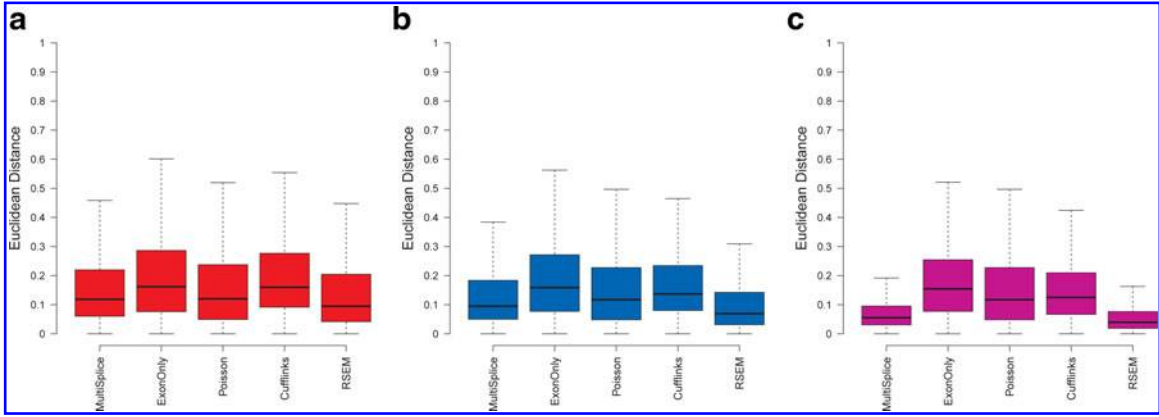 a
Euclidean Distance
1
0.9
0.8
0.7
0.6
0.5
0.4
0.3
0.2
0.1
0
MultiSplice
ExonOnly
Poisson
Cufflinks
RSEM
b
Euclidean Distance
1
0.9
0.8
0.7
0.6
0.5
0.4
0.3
0.2
0.1
0
MultiSplice
ExonOnly
Poisson
Cufflinks
RSEM
c
Euclidean Distance
1
0.9
0.8
0.7
0.6
0.5
0.4
0.3
0.2
0.1
0
MultiSplice
ExonOnly
Poisson
Cufflinks
RSEM